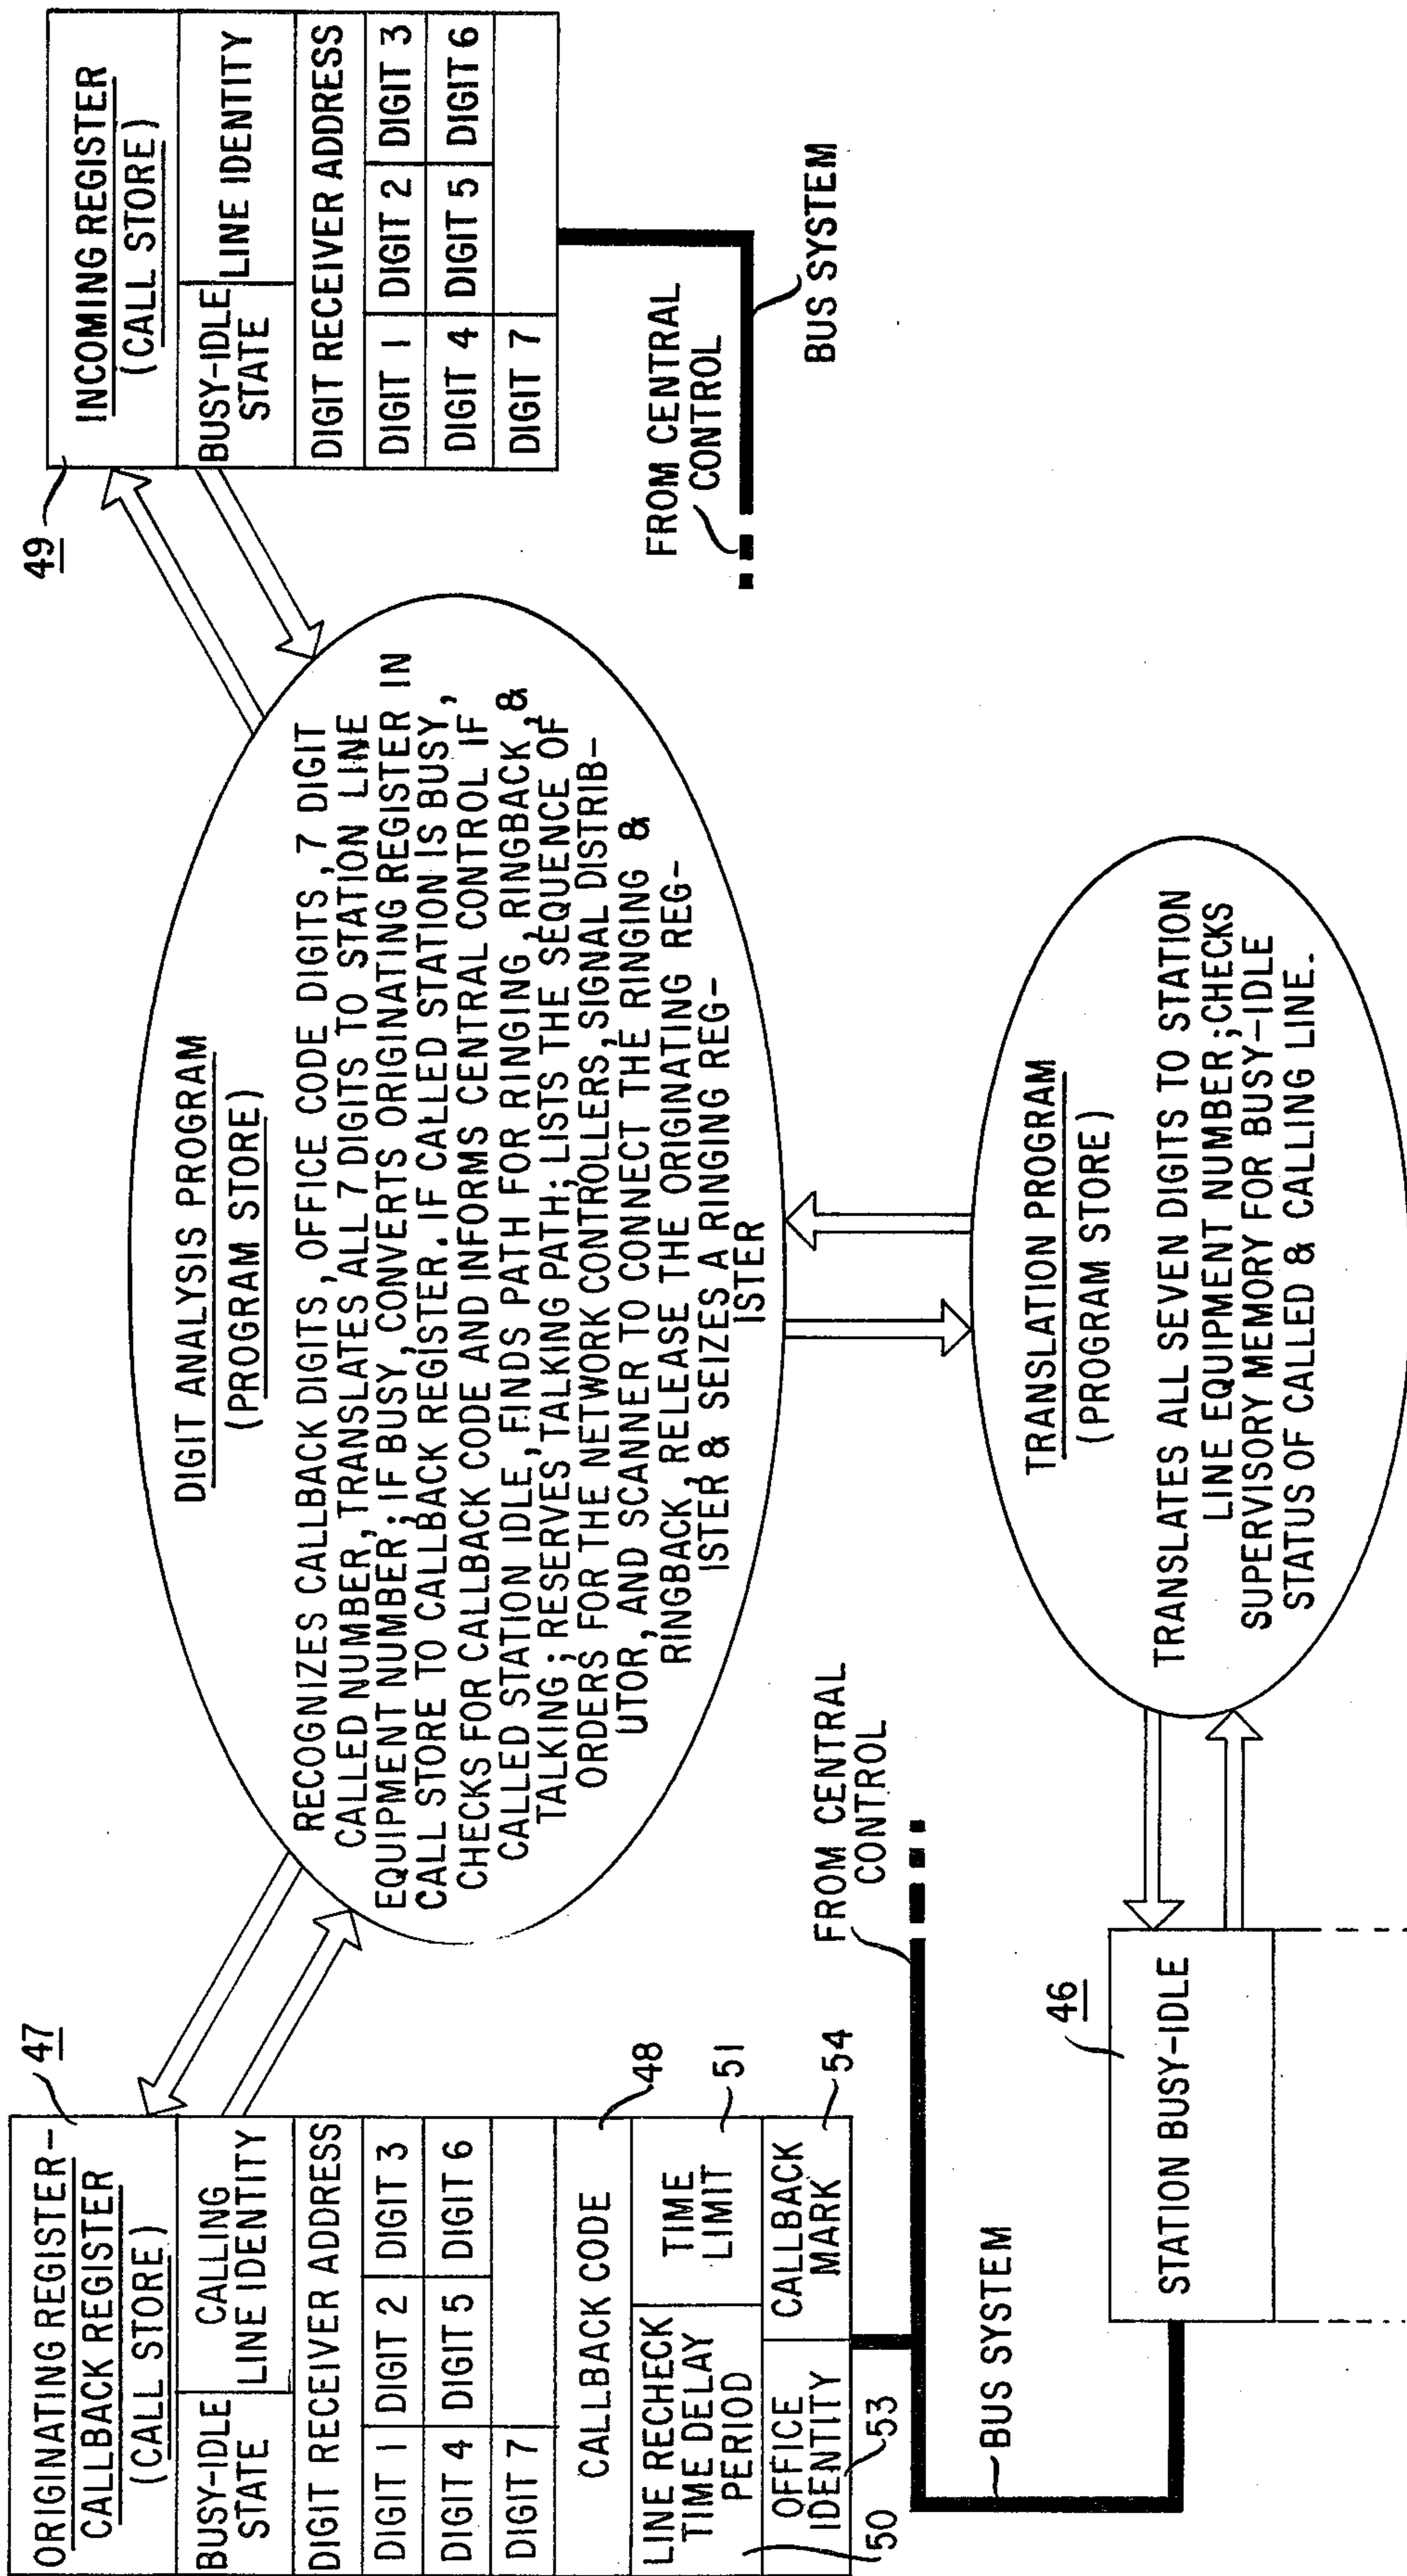 ORIGINATING REGISTER-
CALLBACK REGISTER
(CALL STORE)
47
BUSY-IDLE
STATE
CALLING
LINE IDENTITY
DIGIT RECEIVER ADDRESS
DIGIT 1
DIGIT 2
DIGIT 3
DIGIT 4
DIGIT 5
DIGIT 6
DIGIT 7
CALLBACK CODE
48
LINE RECHECK
TIME DELAY
PERIOD
50
TIME
LIMIT
51
OFFICE
IDENTITY
53
CALLBACK
MARK
54
FROM CENTRAL
CONTROL
BUS SYSTEM
46
STATION BUSY-IDLE
DIGIT ANALYSIS PROGRAM
(PROGRAM STORE)
RECOGNIZES CALLBACK DIGITS, OFFICE CODE DIGITS, 7 DIGIT
CALLED NUMBER, TRANSLATES ALL 7 DIGITS TO STATION LINE
EQUIPMENT NUMBER; IF BUSY, CONVERTS ORIGINATING REGISTER IN
CALL STORE TO CALLBACK REGISTER. IF CALLED STATION IS BUSY,
CHECKS FOR CALLBACK CODE AND INFORMS CENTRAL CONTROL IF
CALLED STATION IDLE, FINDS PATH FOR RINGING, RINGBACK, &
TALKING; RESERVES TALKING PATH; LISTS THE SEQUENCE OF
ORDERS FOR THE NETWORK CONTROLLERS, SIGNAL DISTRIB-
UTOR, AND SCANNER TO CONNECT THE RINGING &
RINGBACK, RELEASE THE ORIGINATING REG-
ISTER & SEIZES A RINGING REG-
ISTER
TRANSLATION PROGRAM
(PROGRAM STORE)
TRANSLATES ALL SEVEN DIGITS TO STATION
LINE EQUIPMENT NUMBER; CHECKS
SUPERVISORY MEMORY FOR BUSY-IDLE
STATUS OF CALLED & CALLING LINE.
49
INCOMING REGISTER
(CALL STORE)
BUSY-IDLE
STATE
LINE IDENTITY
DIGIT RECEIVER ADDRESS
DIGIT 1
DIGIT 2
DIGIT 3
DIGIT 4
DIGIT 5
DIGIT 6
DIGIT 7
FROM CENTRAL
CONTROL
BUS SYSTEM